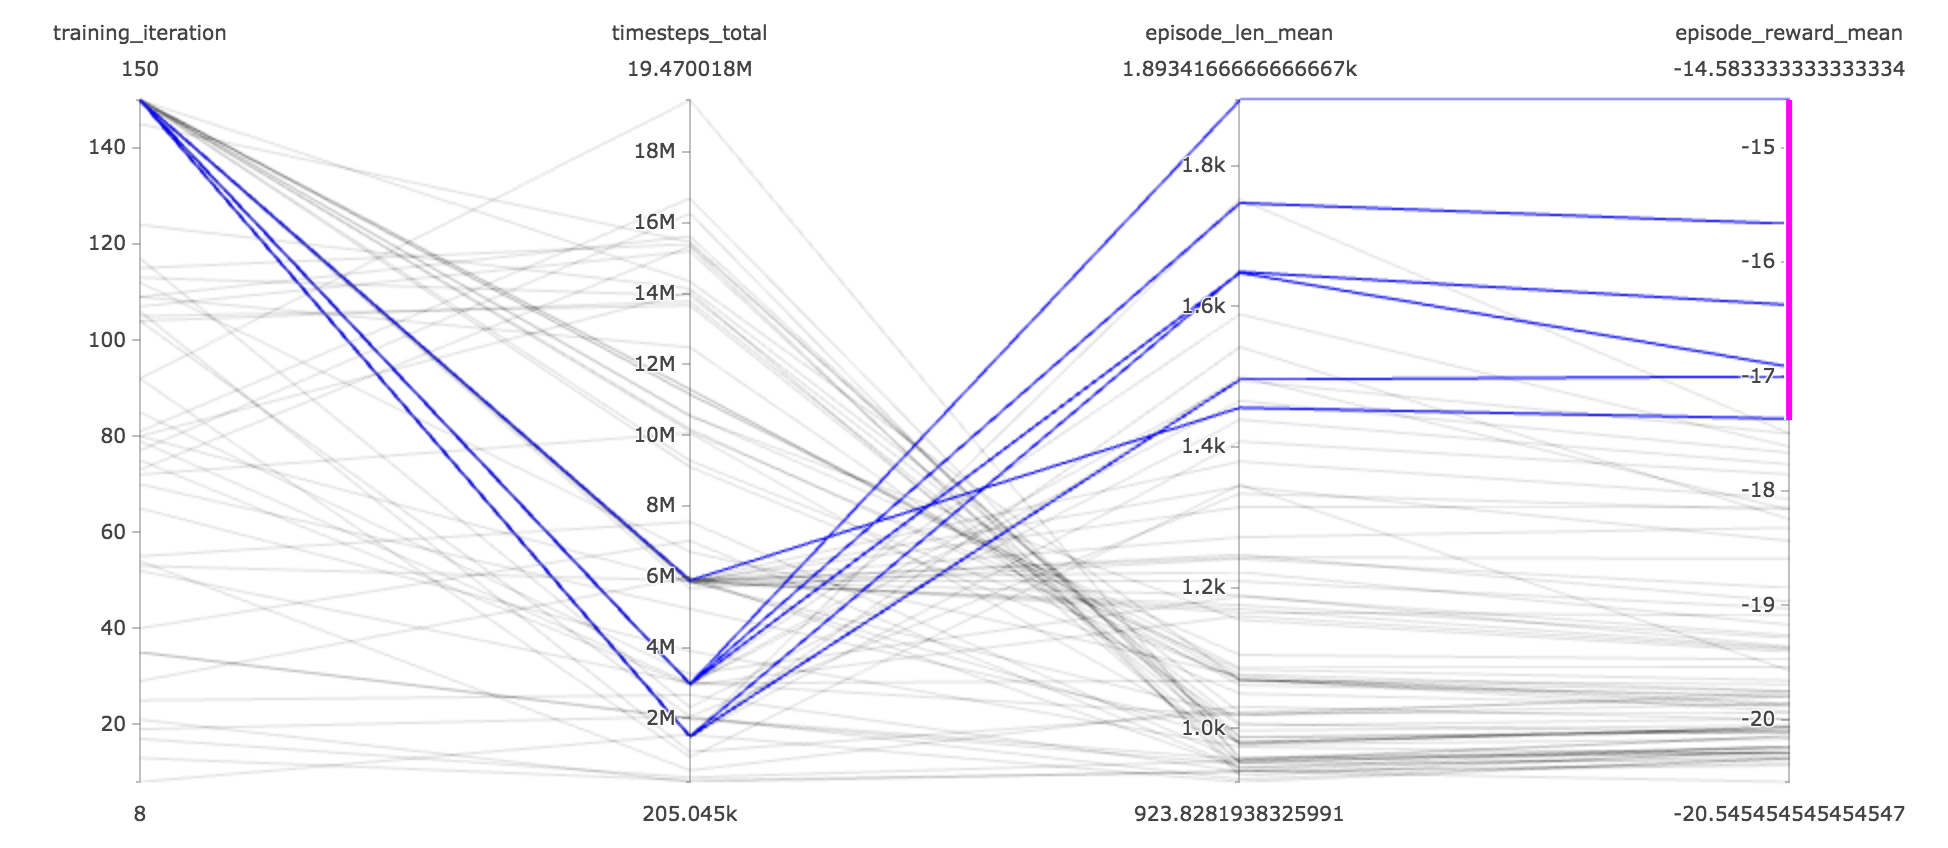 training_iteration
timesteps_total
episode_len_mean
episode_reward_mean
150
19.470018M
1.8934166666666667k
-14.583333333333334
140
120
100
80
60
40
20
18M
16M
14M
12M
10M
8M
6M
4M
2M
1.8k
1.6k
1.4k
1.2k
1.0k
-15
-16
-17
-18
-19
-20
8
205.045k
923.8281938325991
-20.545454545454547